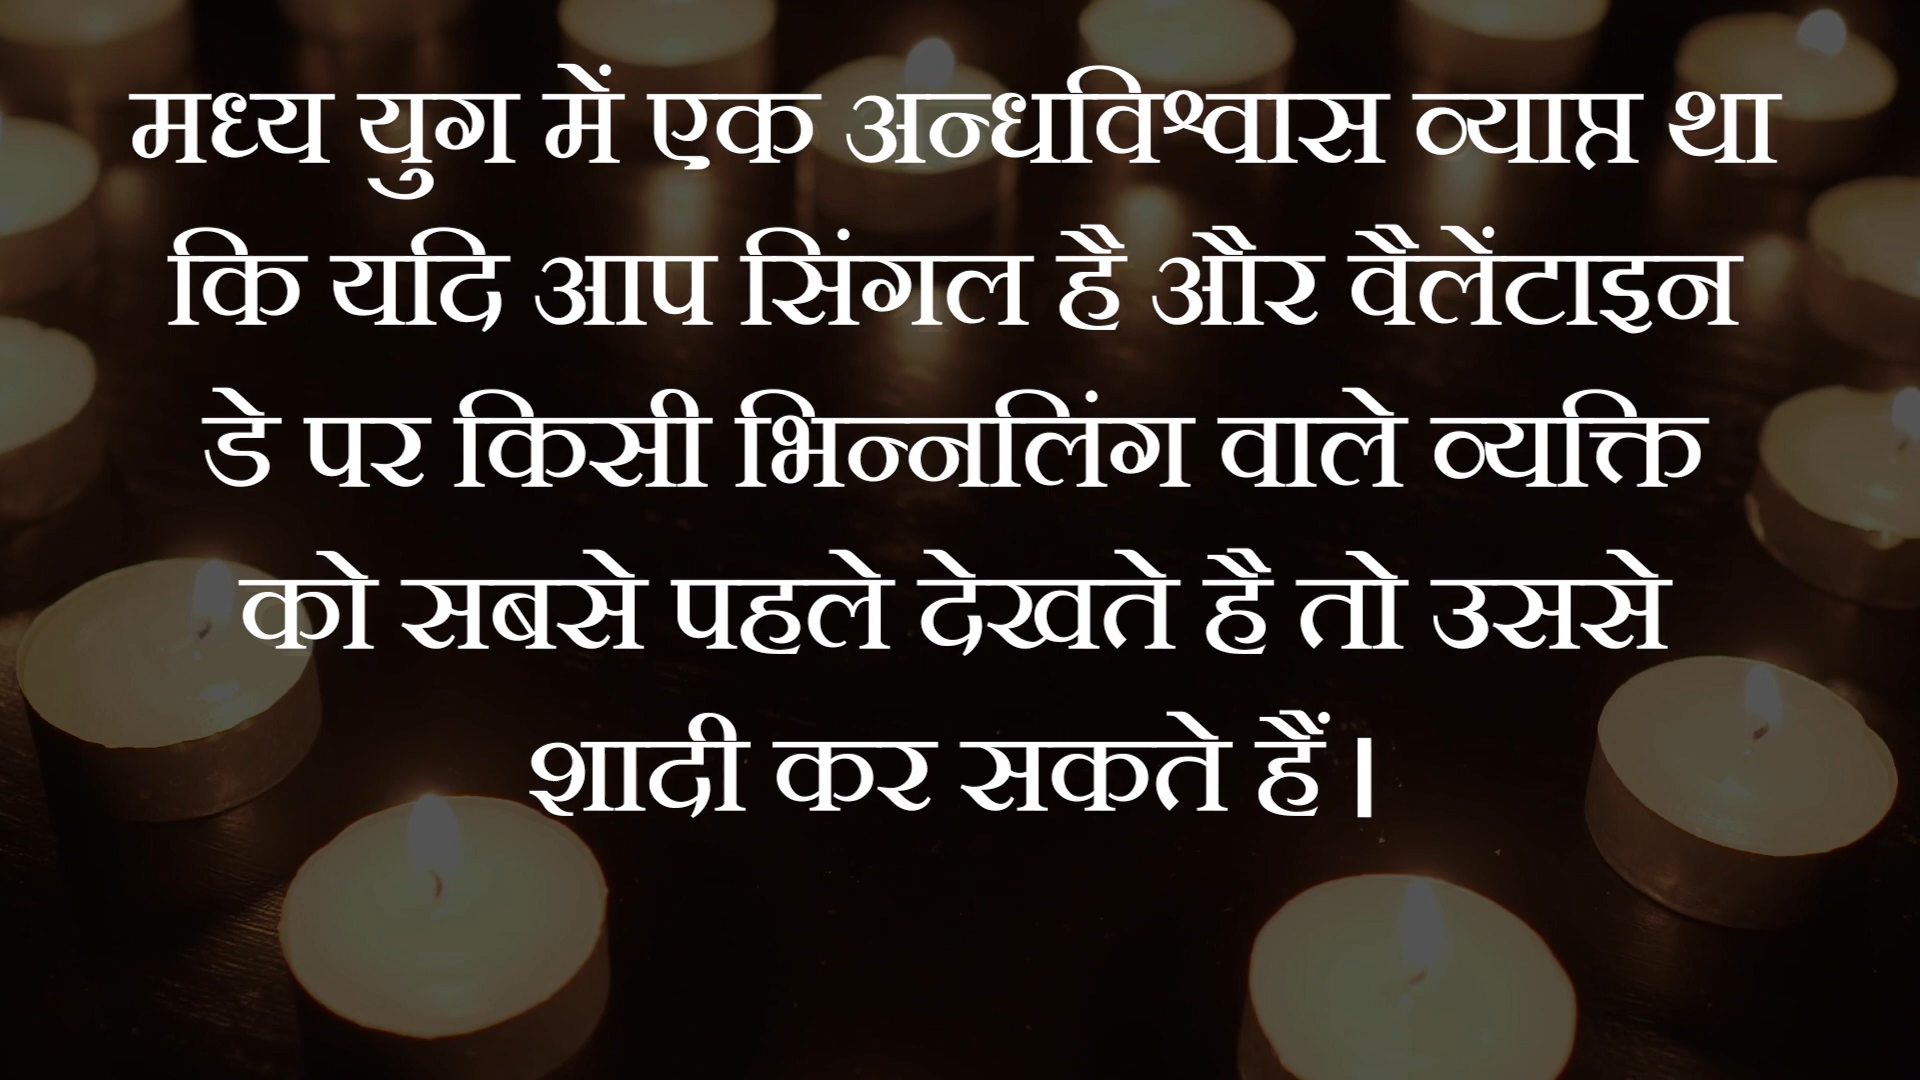 मध्य युग में एक अन्धविश्वास व्याप्त था
कि यदि आप सिंगल है और वैलेंटाइन
डे पर किसी भिन्नलिंग वाले व्यक्ति
को सबसे पहले देखते है तो उससे
शादी कर सकते हैं।